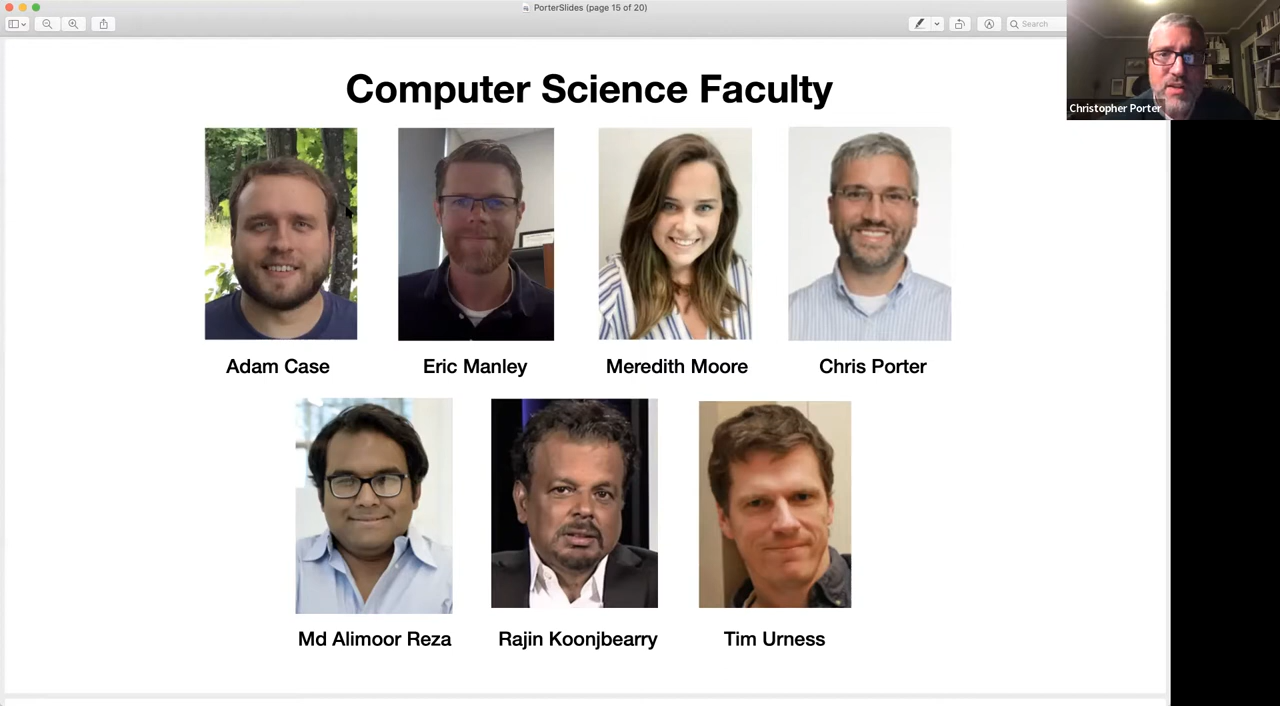 PorterSlides (page 15 of 20)
Search
Christopher Porter
Computer Science Faculty
Adam Case
Eric Manley
Meredith Moore
Chris Porter
Md Alimoor Reza
Rajin Koonjbearry
Tim Urness